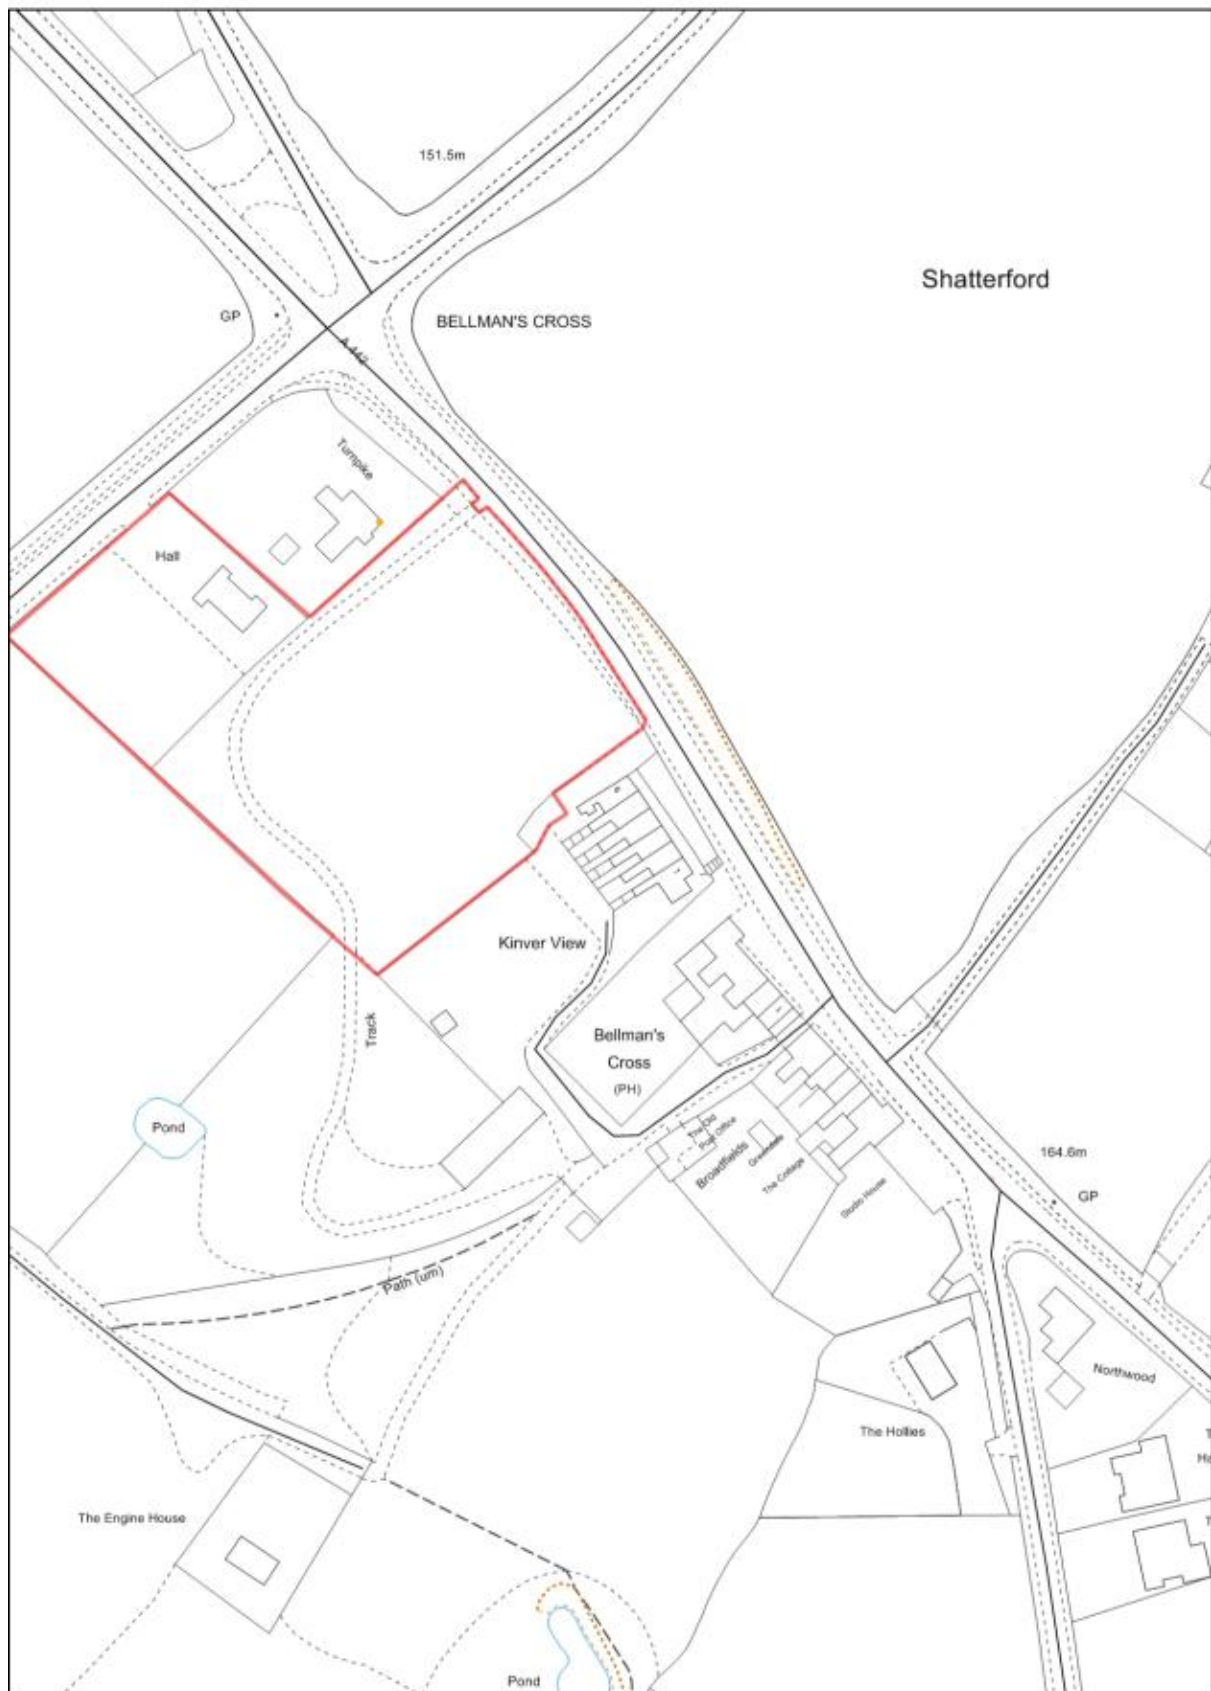 151.5m
Shatterford
GP
BELLMAN'S CROSS
A 442
Turnpike
Hall
Kinver View
Track
Bellman's
Cross
(PH)
Pond
The Old
Post Office
Broadfields
Greendale
The Cottage
Studio House
164.6m
GP
Path (um)
Northwood
The Hollies
The Engine House
Pond